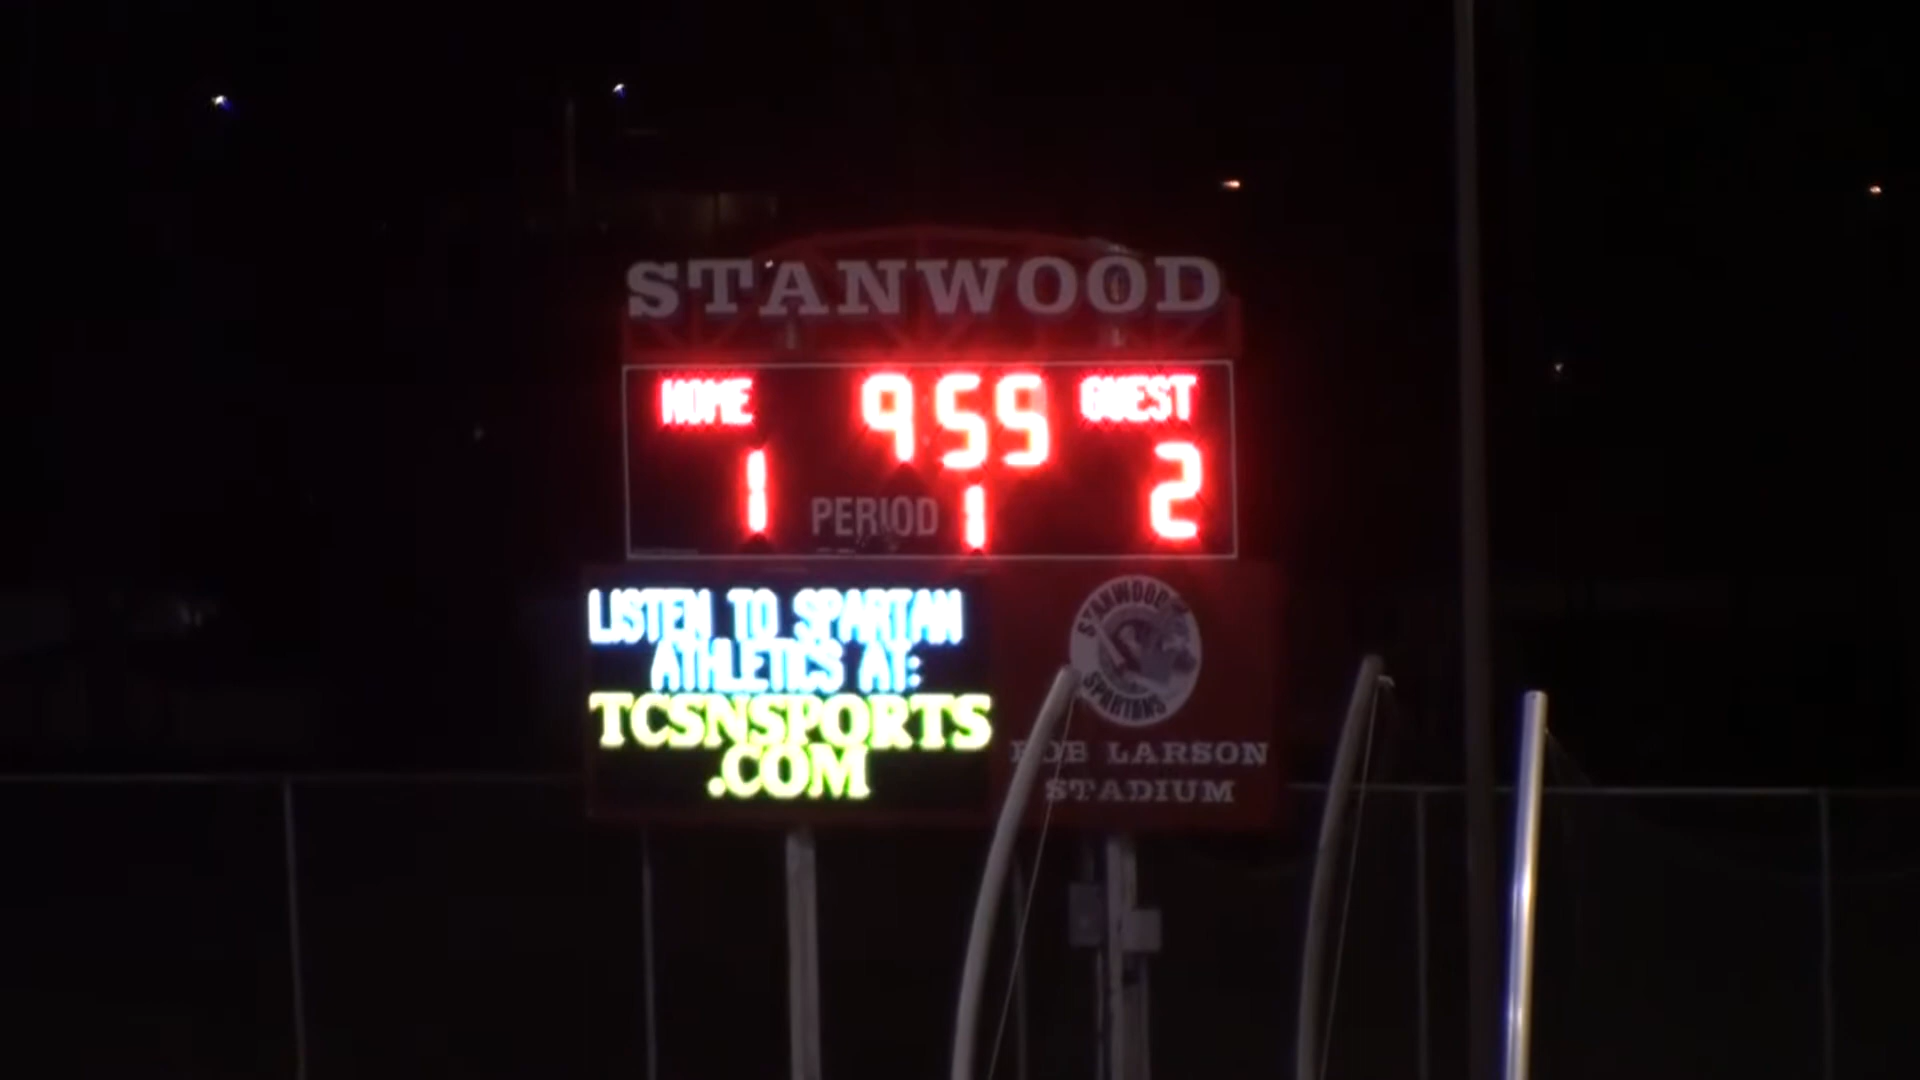 STANWOOD
HOME 9:55 GUEST
1 PERIOD 1 2
LISTEN TO SPARTAN
ATHLETICS AT:
TCSNSPORTS
.COM
STANWOOD
SPARTANS
BOB LARSON
STADIUM